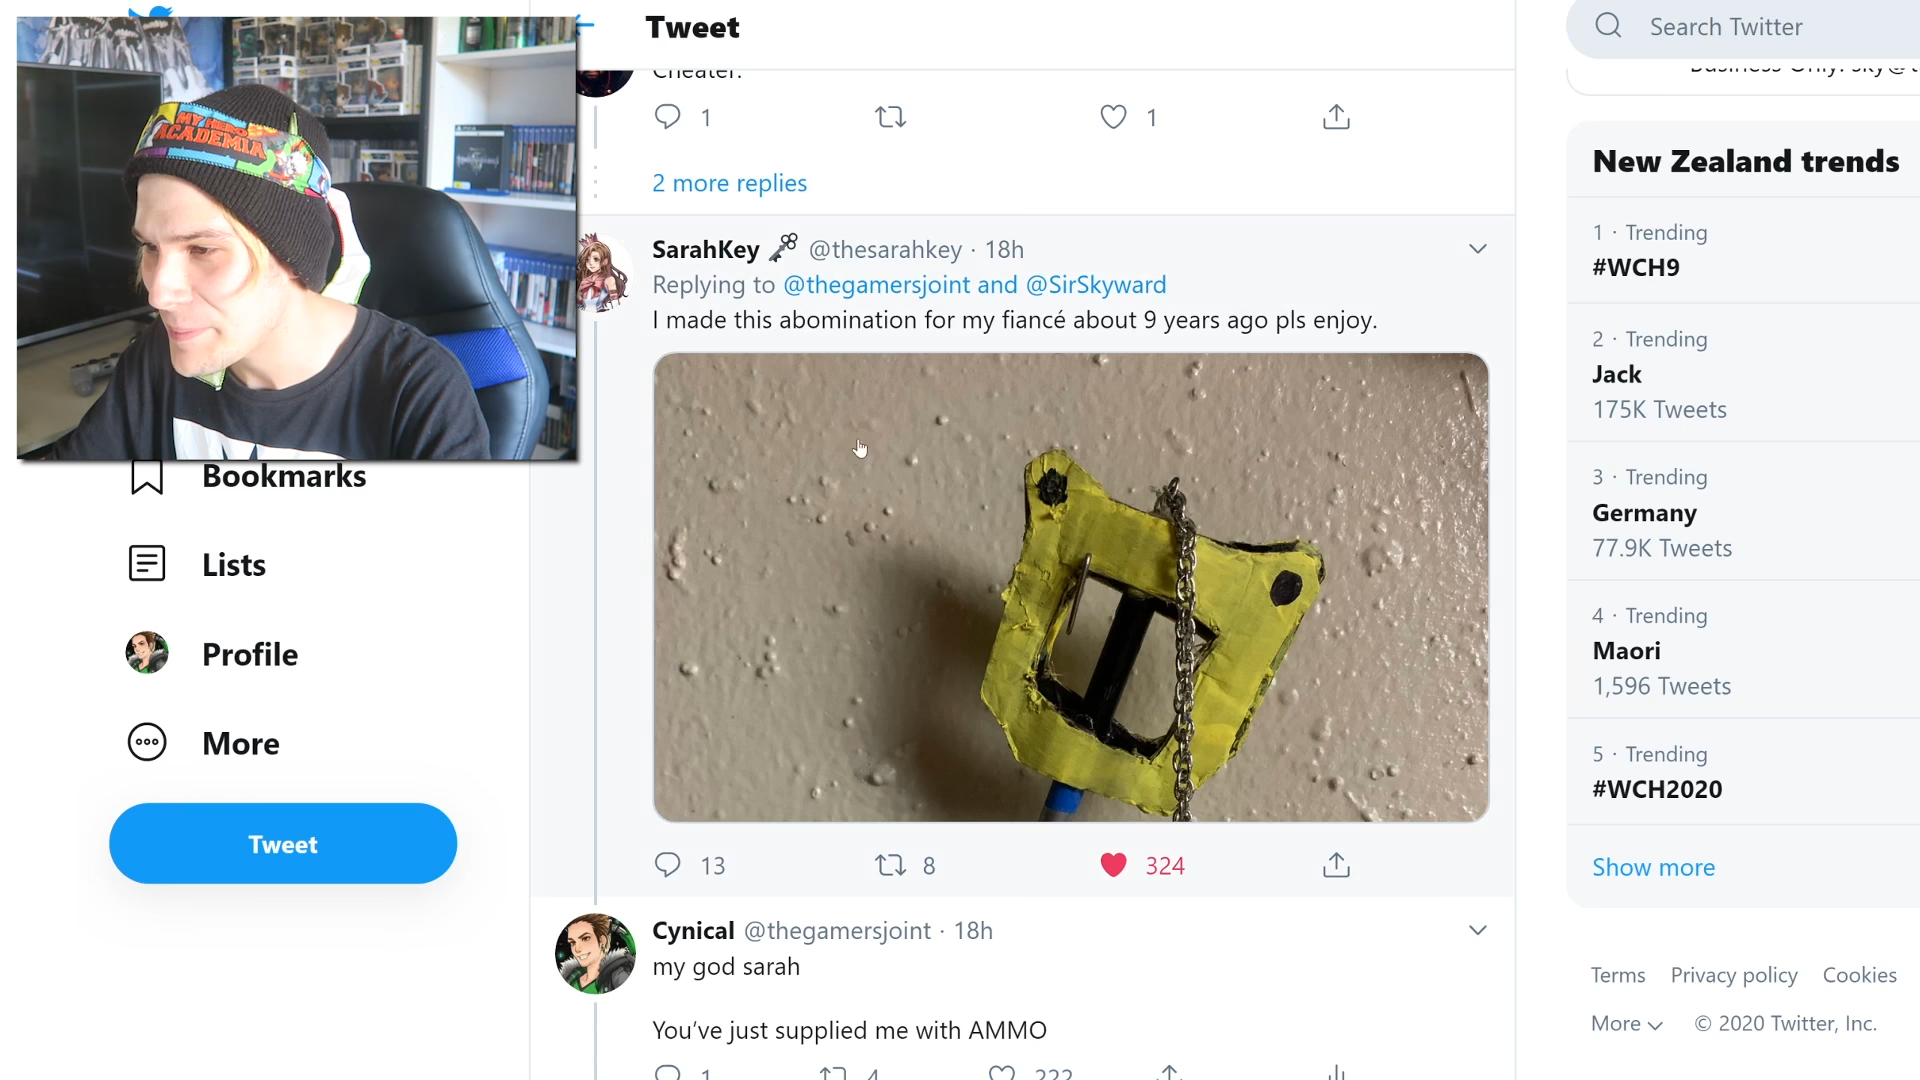 MY HERO
ACADEMIA
Tweet
Search Twitter
Cheater.
1
1
2 more replies
SarahKey @thesarahkey · 18h
Replying to @thegamersjoint and @SirSkyward
I made this abomination for my fiancé about 9 years ago pls enjoy.
13
8
324
Cynical @thegamersjoint · 18h
my god sarah
You've just supplied me with AMMO
1
4
222
Bookmarks
Lists
Profile
More
Tweet
New Zealand trends
1 · Trending
#WCH9
2 · Trending
Jack
175K Tweets
3 · Trending
Germany
77.9K Tweets
4 · Trending
Maori
1,596 Tweets
5 · Trending
#WCH2020
Show more
Terms Privacy policy Cookies
More © 2020 Twitter, Inc.